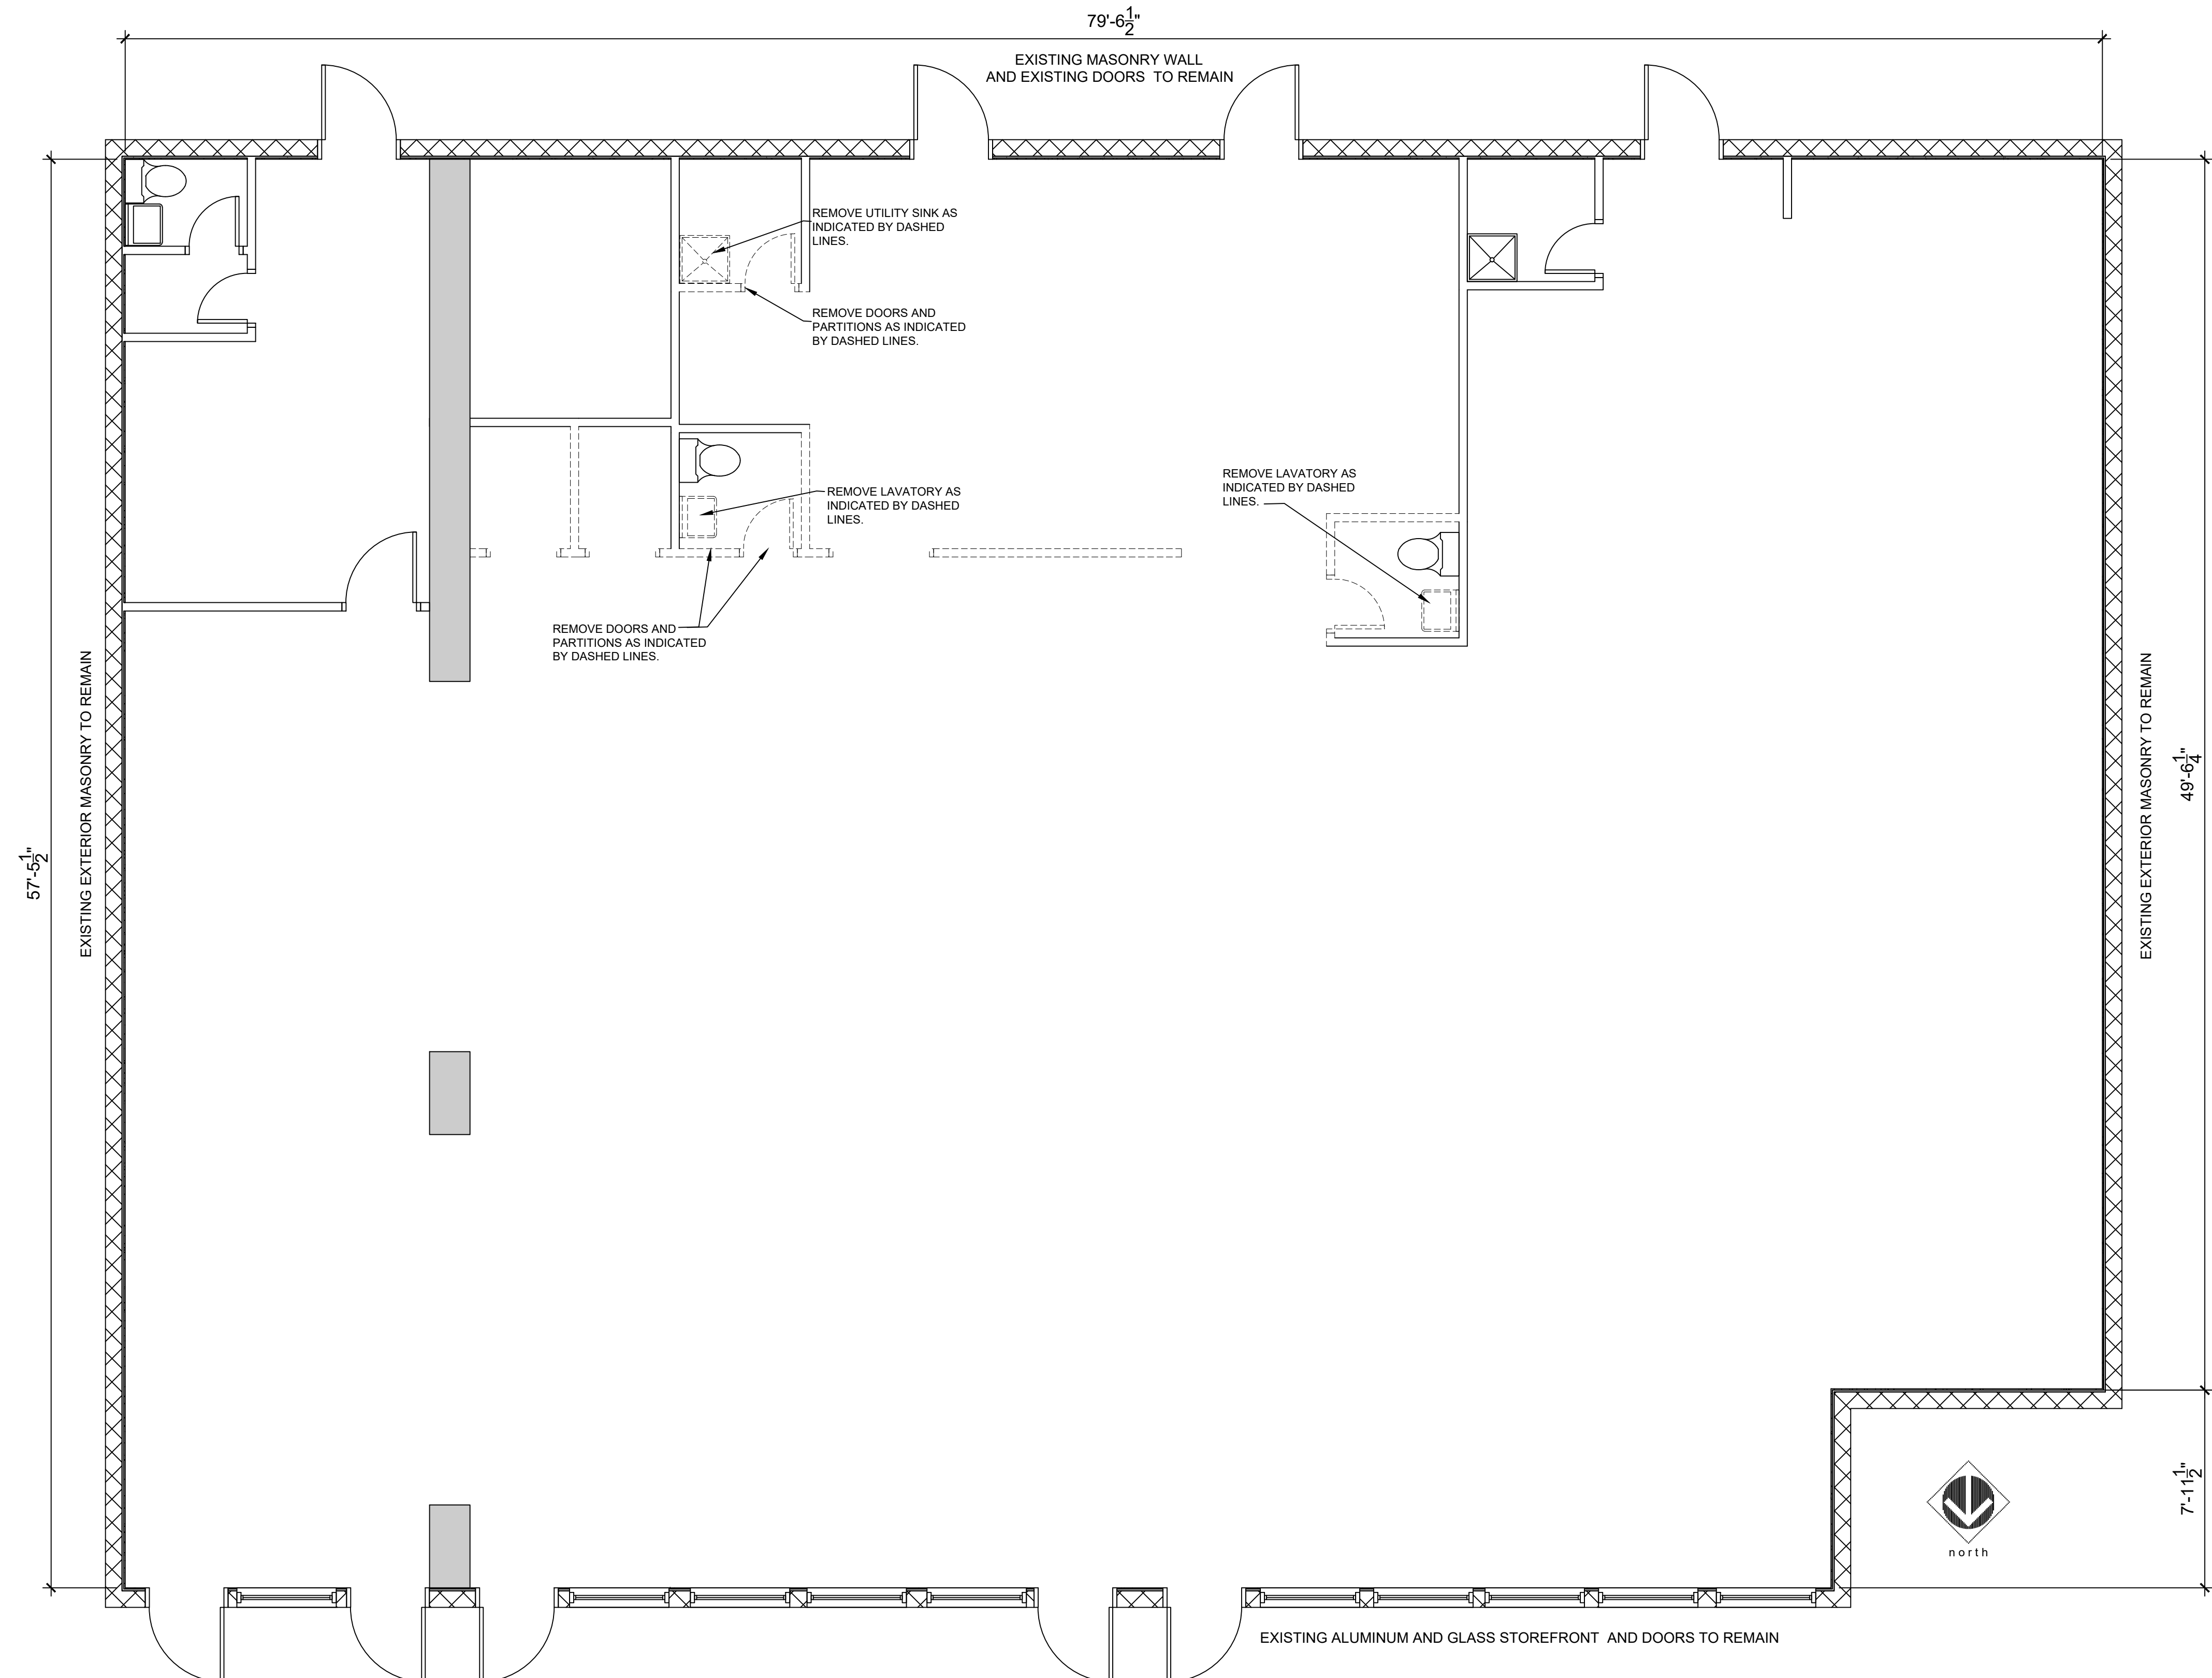 79'-6 1/2"
EXISTING MASONRY WALL
AND EXISTING DOORS TO REMAIN
REMOVE UTILITY SINK AS
INDICATED BY DASHED
LINES.
REMOVE DOORS AND
PARTITIONS AS INDICATED
BY DASHED LINES.
REMOVE LAVATORY AS
INDICATED BY DASHED
LINES.
REMOVE LAVATORY AS
INDICATED BY DASHED
LINES.
REMOVE DOORS AND
PARTITIONS AS INDICATED
BY DASHED LINES.
57'-5 1/2"
EXISTING EXTERIOR MASONRY TO REMAIN
EXISTING EXTERIOR MASONRY TO REMAIN
49'-6 1/4"
7'-11 1/2"
north
EXISTING ALUMINUM AND GLASS STOREFRONT AND DOORS TO REMAIN